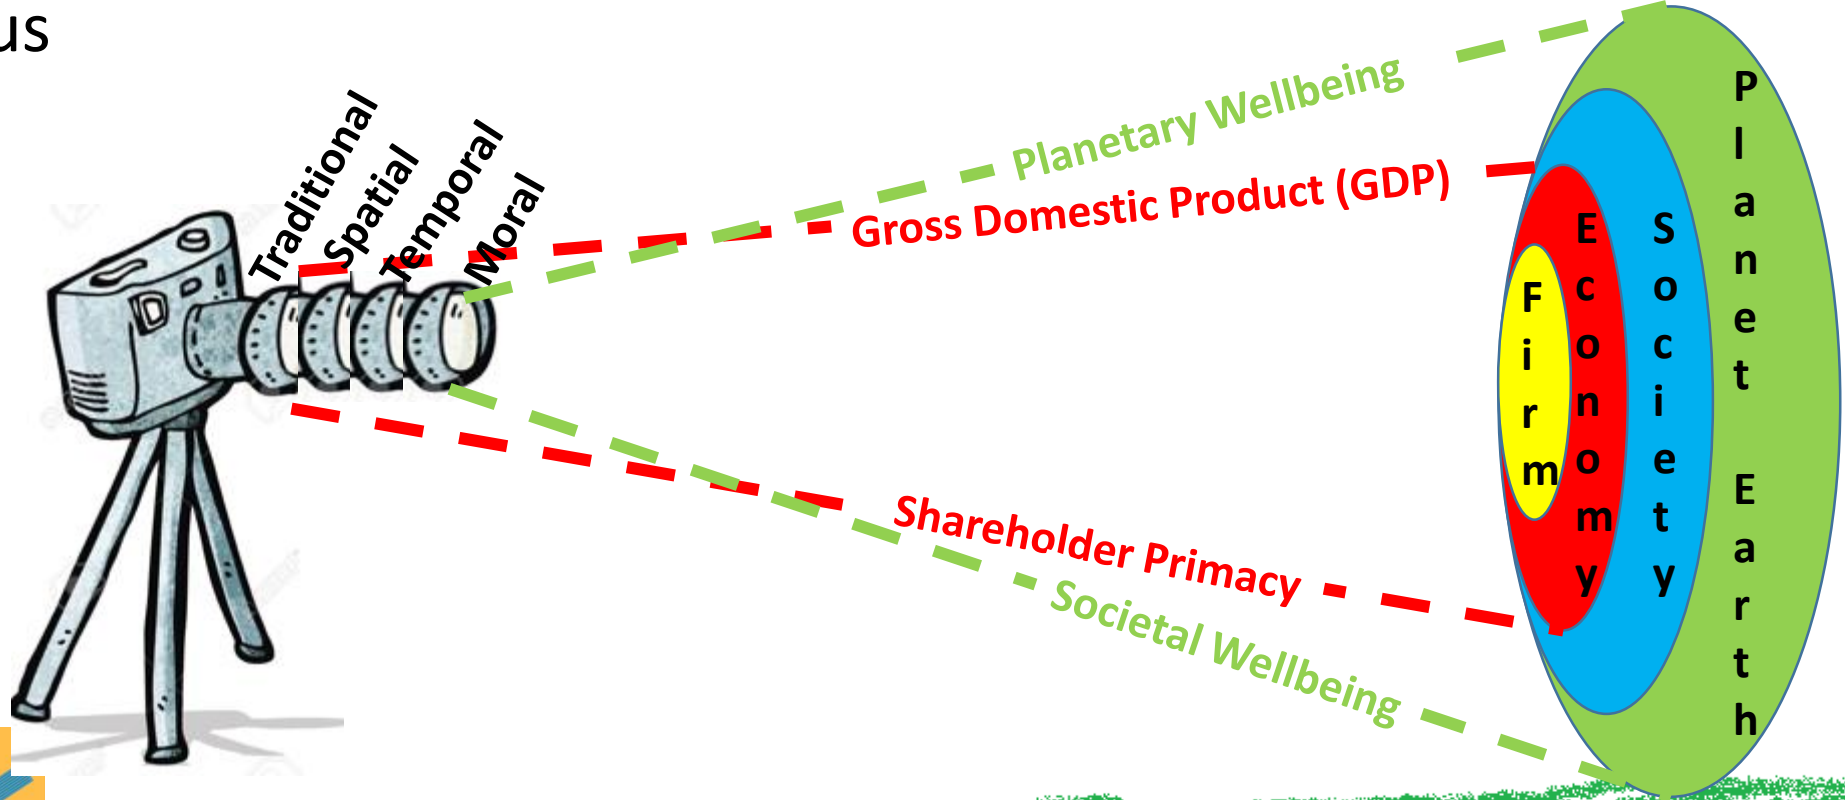 us
Traditional
Spatial
Temporal
Moral
Planetary Wellbeing
Gross Domestic Product (GDP)
Shareholder Primacy
Societal Wellbeing
Firm
Economy
Society
Planet Earth